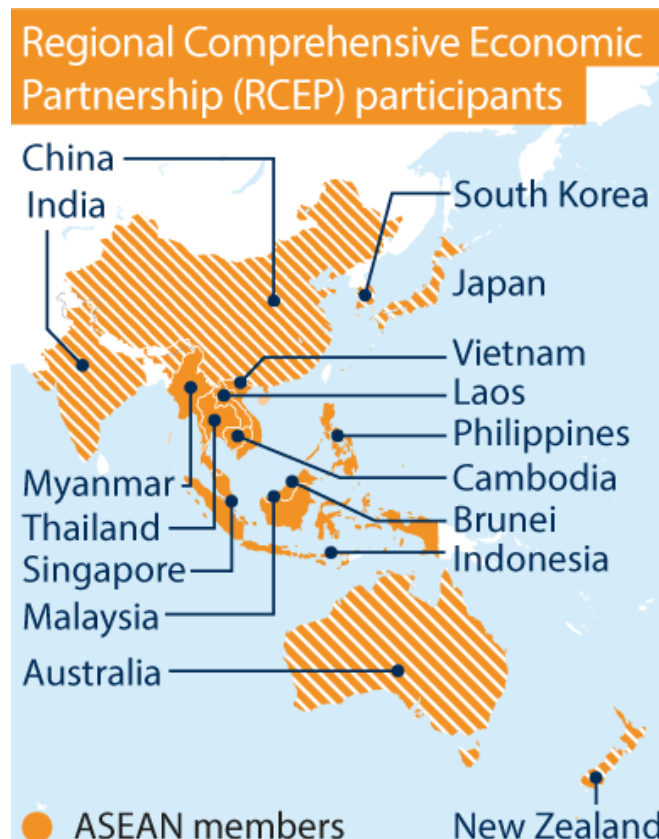 Regional Comprehensive Economic
Partnership (RCEP) participants
China
India
South Korea
Japan
Vietnam
Laos
Philippines
Cambodia
Brunei
Indonesia
Myanmar
Thailand
Singapore
Malaysia
Australia
ASEAN members
New Zealand